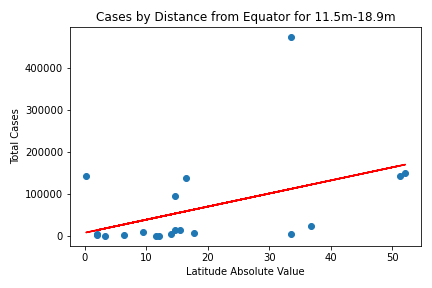 Cases by Distance from Equator for 11.5m-18.9m
400000
300000
200000
100000
0
Total Cases
0 10 20 30 40 50
Latitude Absolute Value